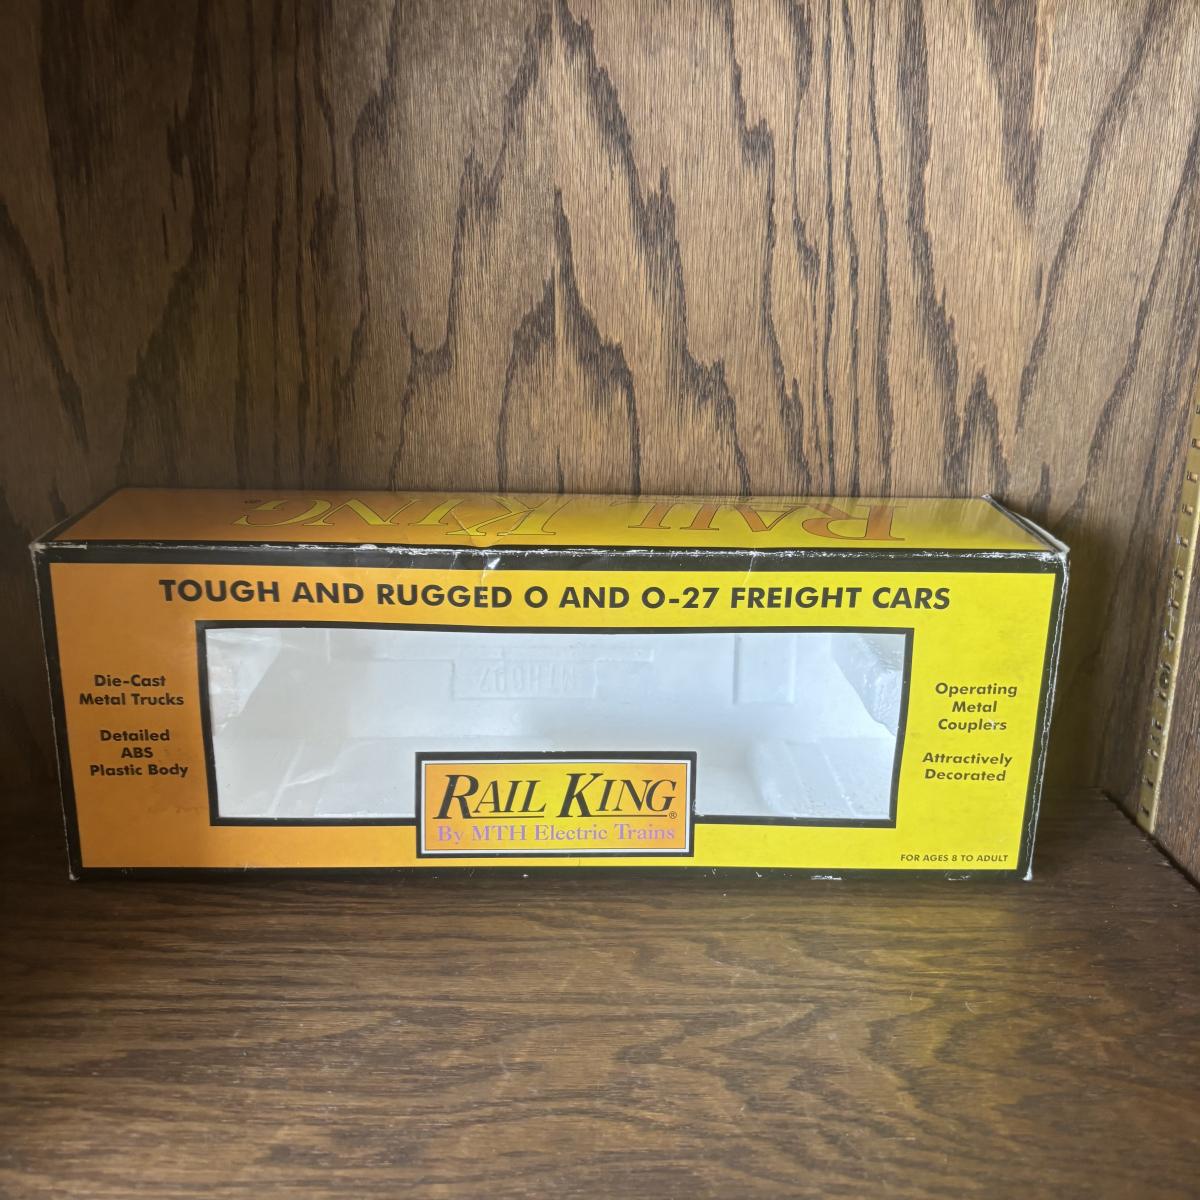 RAIL KING®
TOUGH AND RUGGED O AND O-27 FREIGHT CARS
Die-Cast
Metal Trucks
Detailed
ABS
Plastic Body
Operating
Metal
Couplers
Attractively
Decorated
RAIL KING®
By MTH Electric Trains
FOR AGES 8 TO ADULT